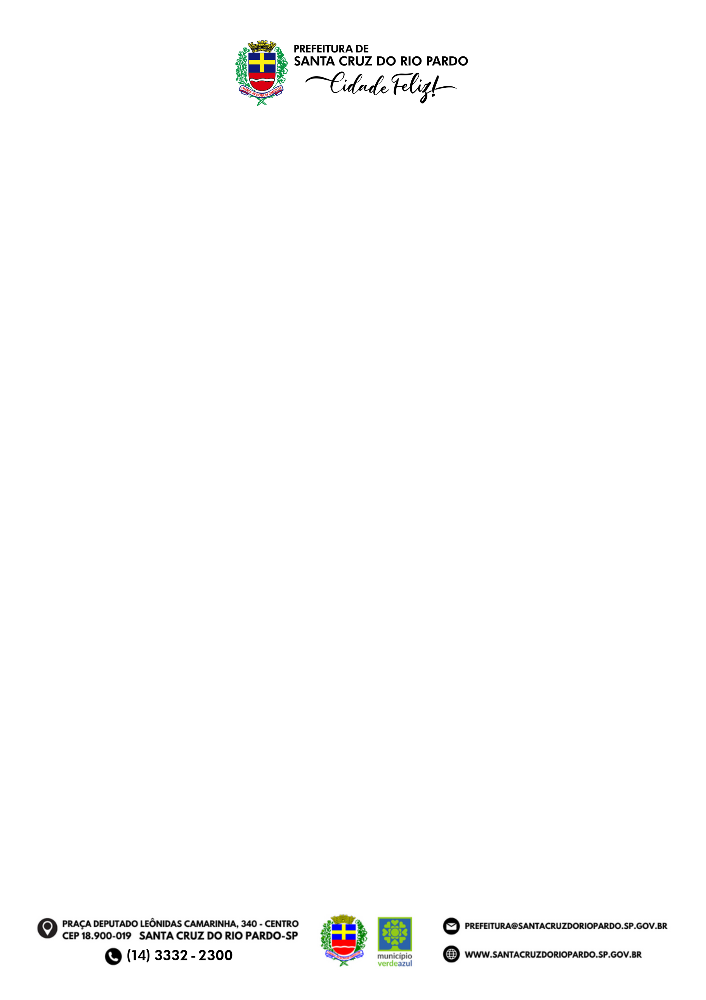 PREFEITURA DE
SANTA CRUZ DO RIO PARDO
Cidade Feliz!
OMNIA IN BONUM OMNIUM
PRAÇA DEPUTADO LEÔNIDAS CAMARINHA, 340 - CENTRO
CEP 18.900-019 SANTA CRUZ DO RIO PARDO-SP
(14) 3332 - 2300
município
verdeazul
PREFEITURA@SANTACRUZDORIOPARDO.SP.GOV.BR
WWW.SANTACRUZDORIOPARDO.SP.GOV.BR